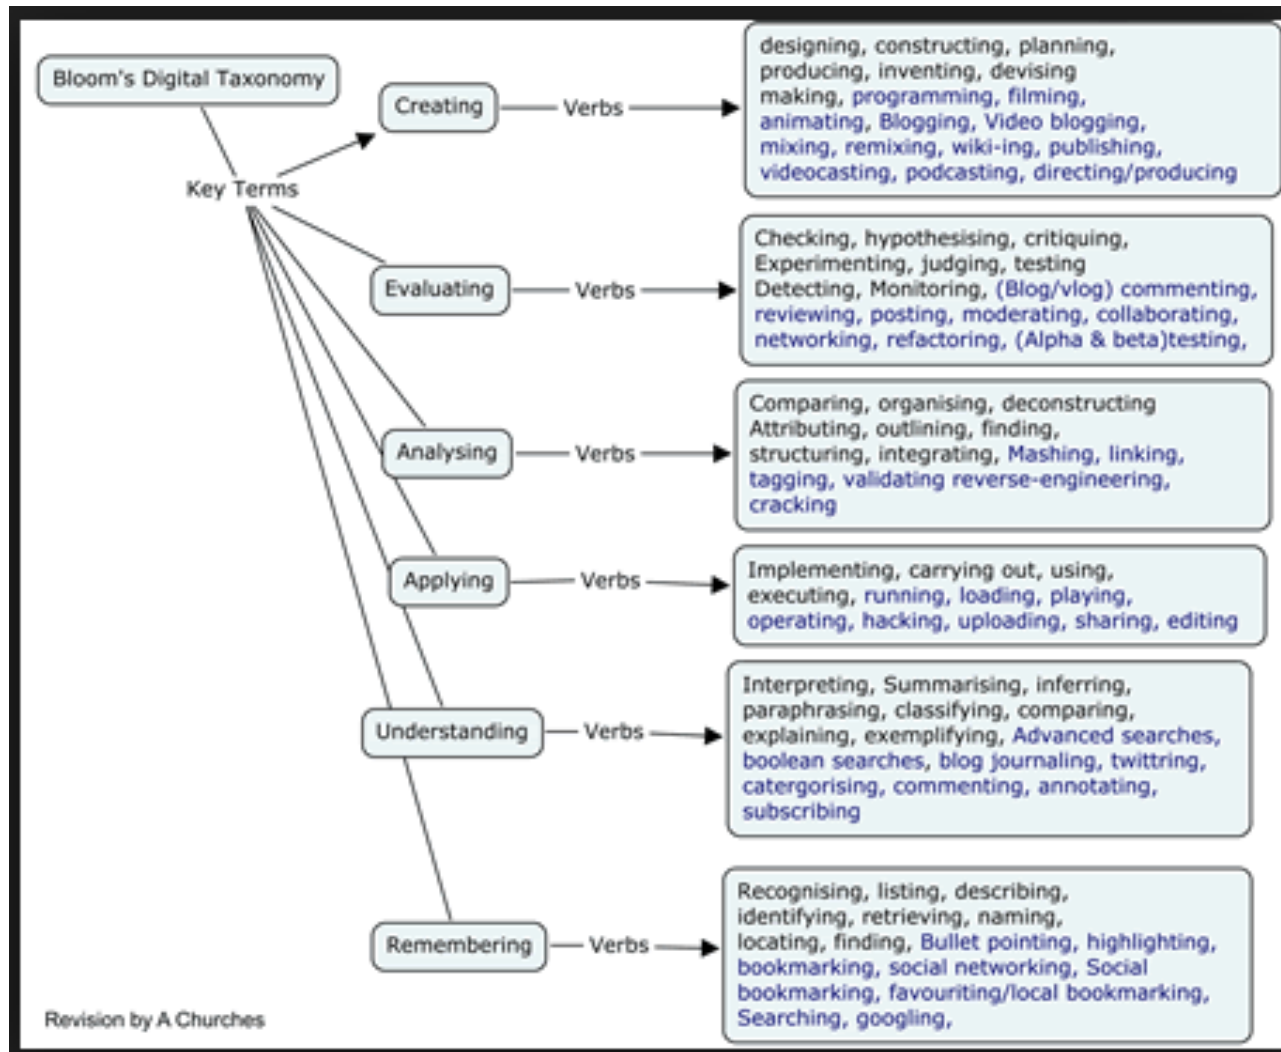 Bloom's Digital Taxonomy
Key Terms
Creating
Verbs
designing, constructing, planning,
producing, inventing, devising
making, programming, filming,
animating, Blogging, Video blogging,
mixing, remixing, wiki-ing, publishing,
videocasting, podcasting, directing/producing
Evaluating
Verbs
Checking, hypothesising, critiquing,
Experimenting, judging, testing
Detecting, Monitoring, (Blog/vlog) commenting,
reviewing, posting, moderating, collaborating,
networking, refactoring, (Alpha & beta)testing,
Analysing
Verbs
Comparing, organising, deconstructing
Attributing, outlining, finding,
structuring, integrating, Mashing, linking,
tagging, validating reverse-engineering,
cracking
Applying
Verbs
Implementing, carrying out, using,
executing, running, loading, playing,
operating, hacking, uploading, sharing, editing
Understanding
Verbs
Interpreting, Summarising, inferring,
paraphrasing, classifying, comparing,
explaining, exemplifying, Advanced searches,
boolean searches, blog journaling, twittring,
catergorising, commenting, annotating,
subscribing
Remembering
Verbs
Recognising, listing, describing,
identifying, retrieving, naming,
locating, finding, Bullet pointing, highlighting,
bookmarking, social networking, Social
bookmarking, favouriting/local bookmarking,
Searching, googling,
Revision by A Churches